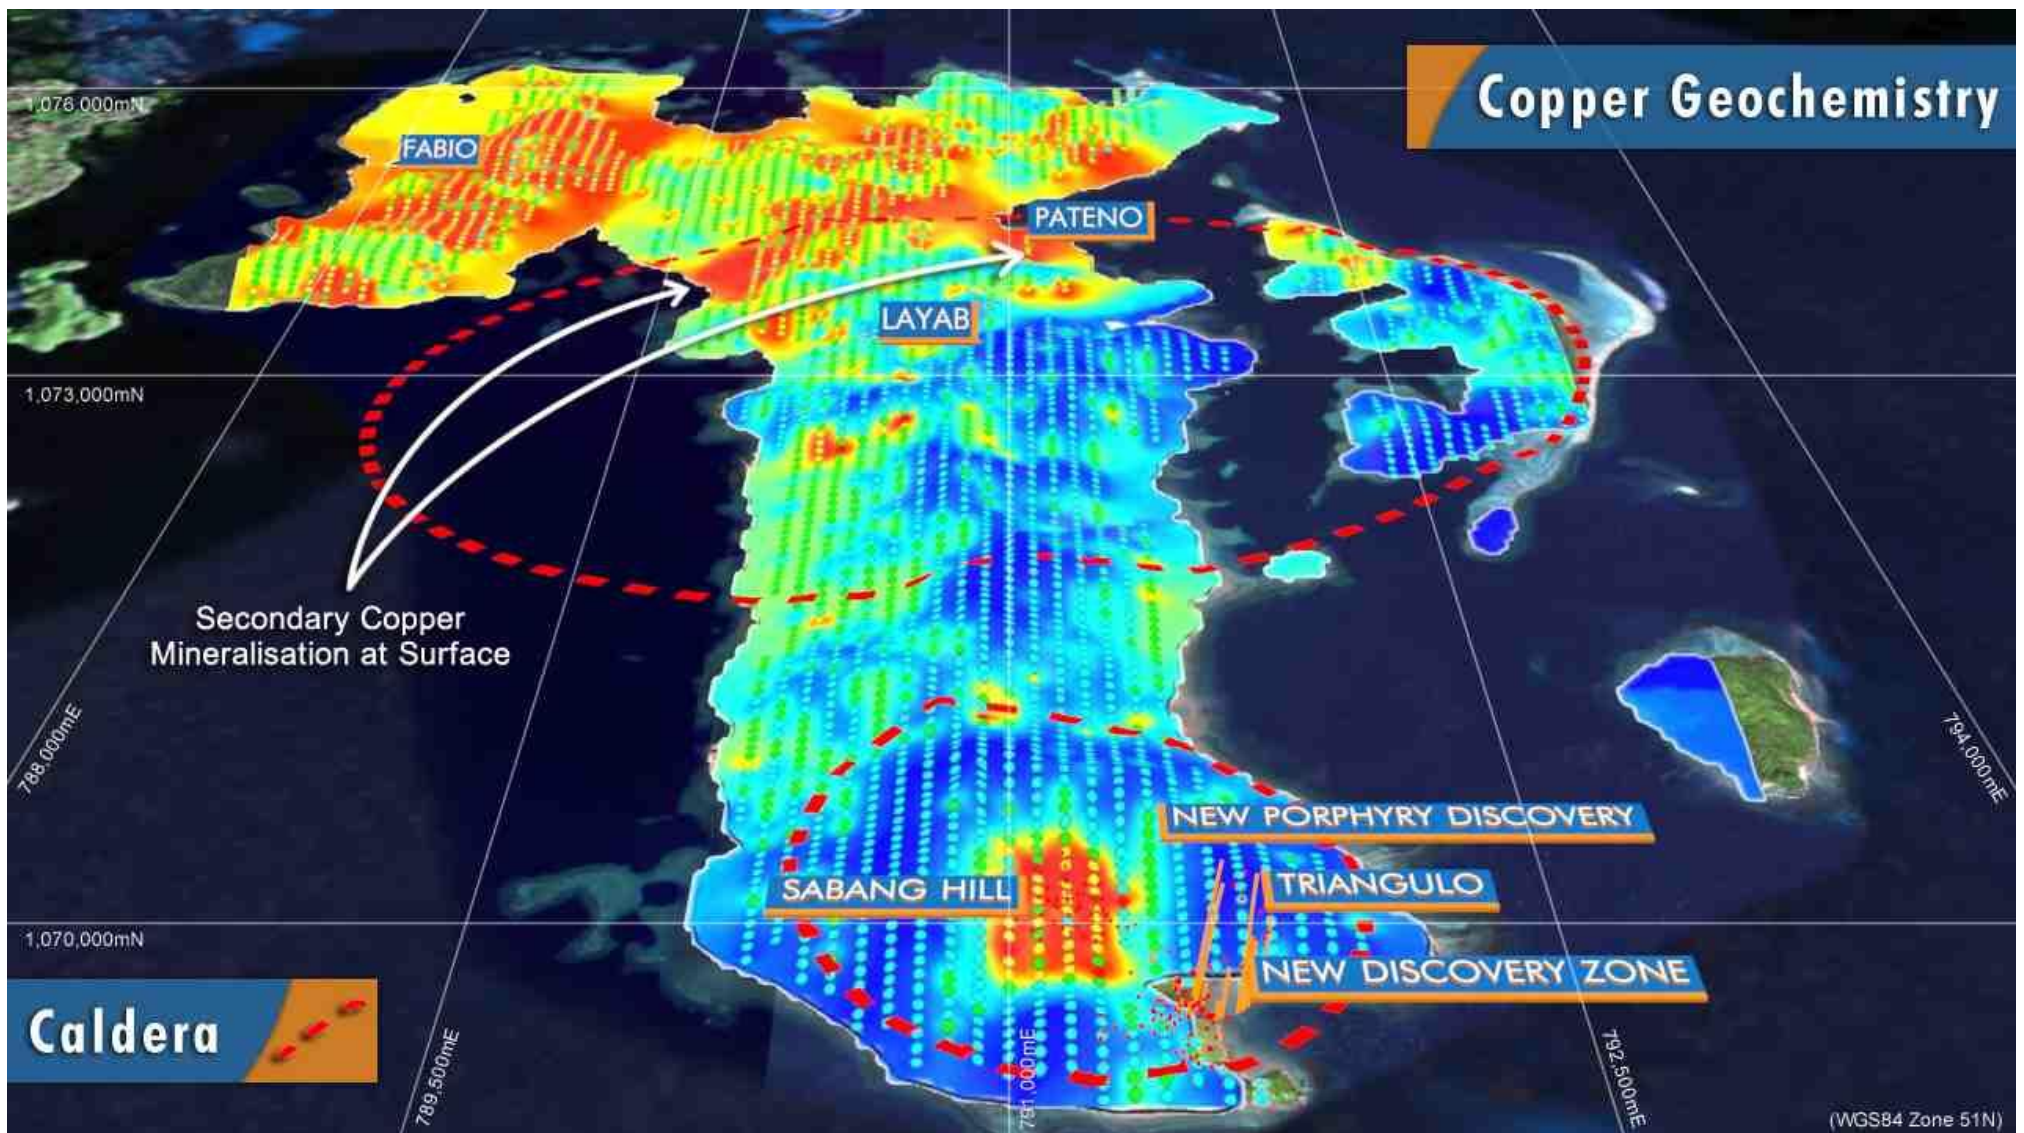 Copper Geochemistry
1,076,000mN
FABIO
PATENO
LAYAB
1,073,000mN
Secondary Copper
Mineralisation at Surface
788,000mE
794,000mE
NEW PORPHYRY DISCOVERY
SABANG HILL
TRIANGULO
1,070,000mN
NEW DISCOVERY ZONE
Caldera
789,500mE
791,000mE
792,500mE
(WGS84 Zone 51N)